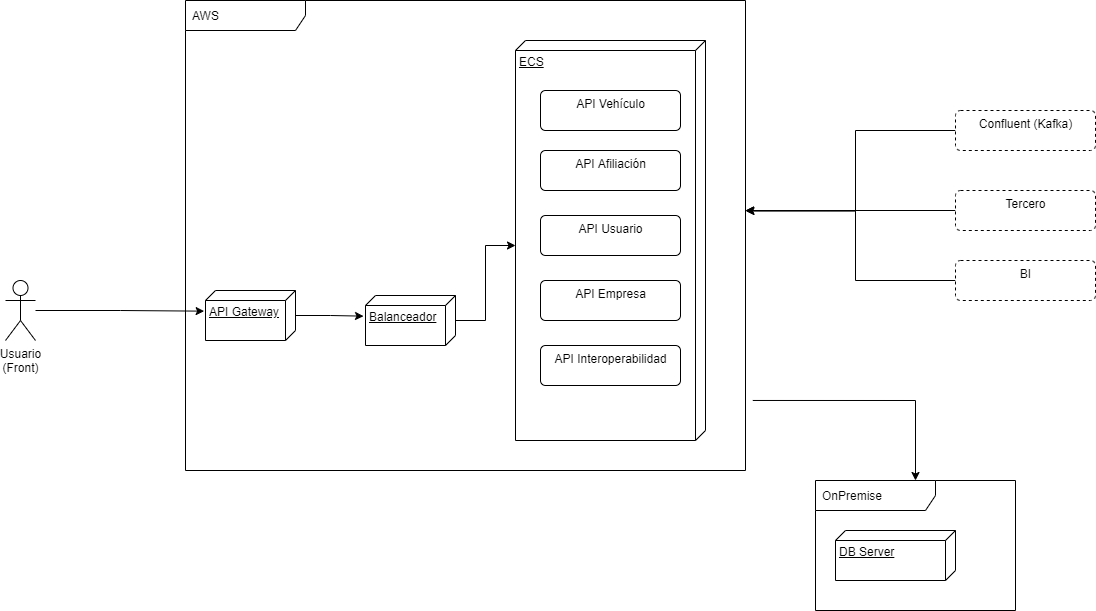 AWS
ECS
API Vehículo
API Afiliación
API Usuario
API Empresa
API Interoperabilidad
Confluent (Kafka)
Tercero
BI
API Gateway
Balanceador
Usuario
(Front)
OnPremise
DB Server